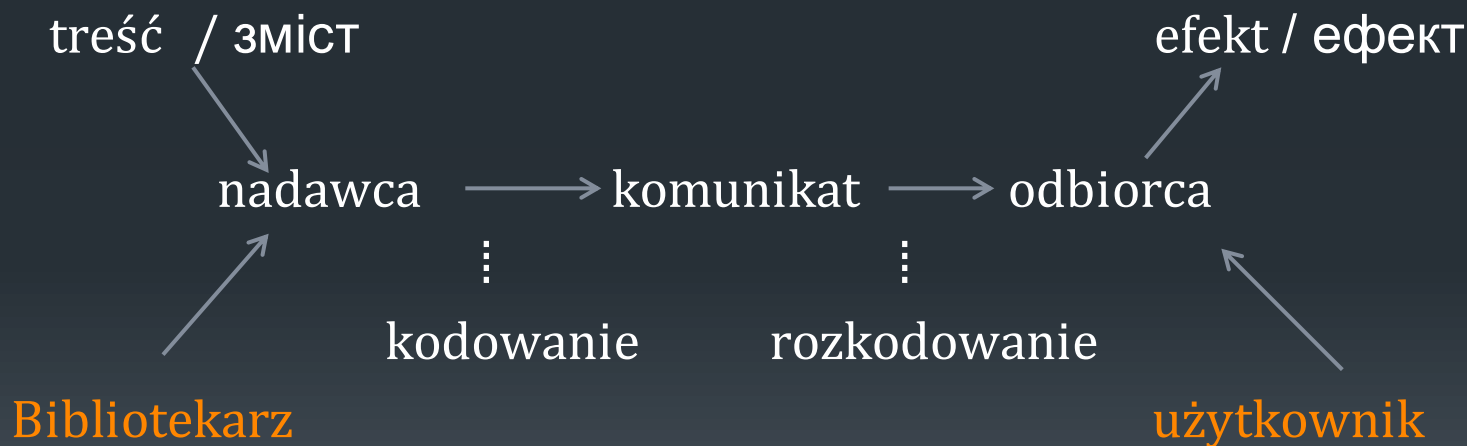 treść / зміст efekt / ефект
nadawca komunikat odbiorca
kodowanie rozkodowanie
Bibliotekarz użytkownik